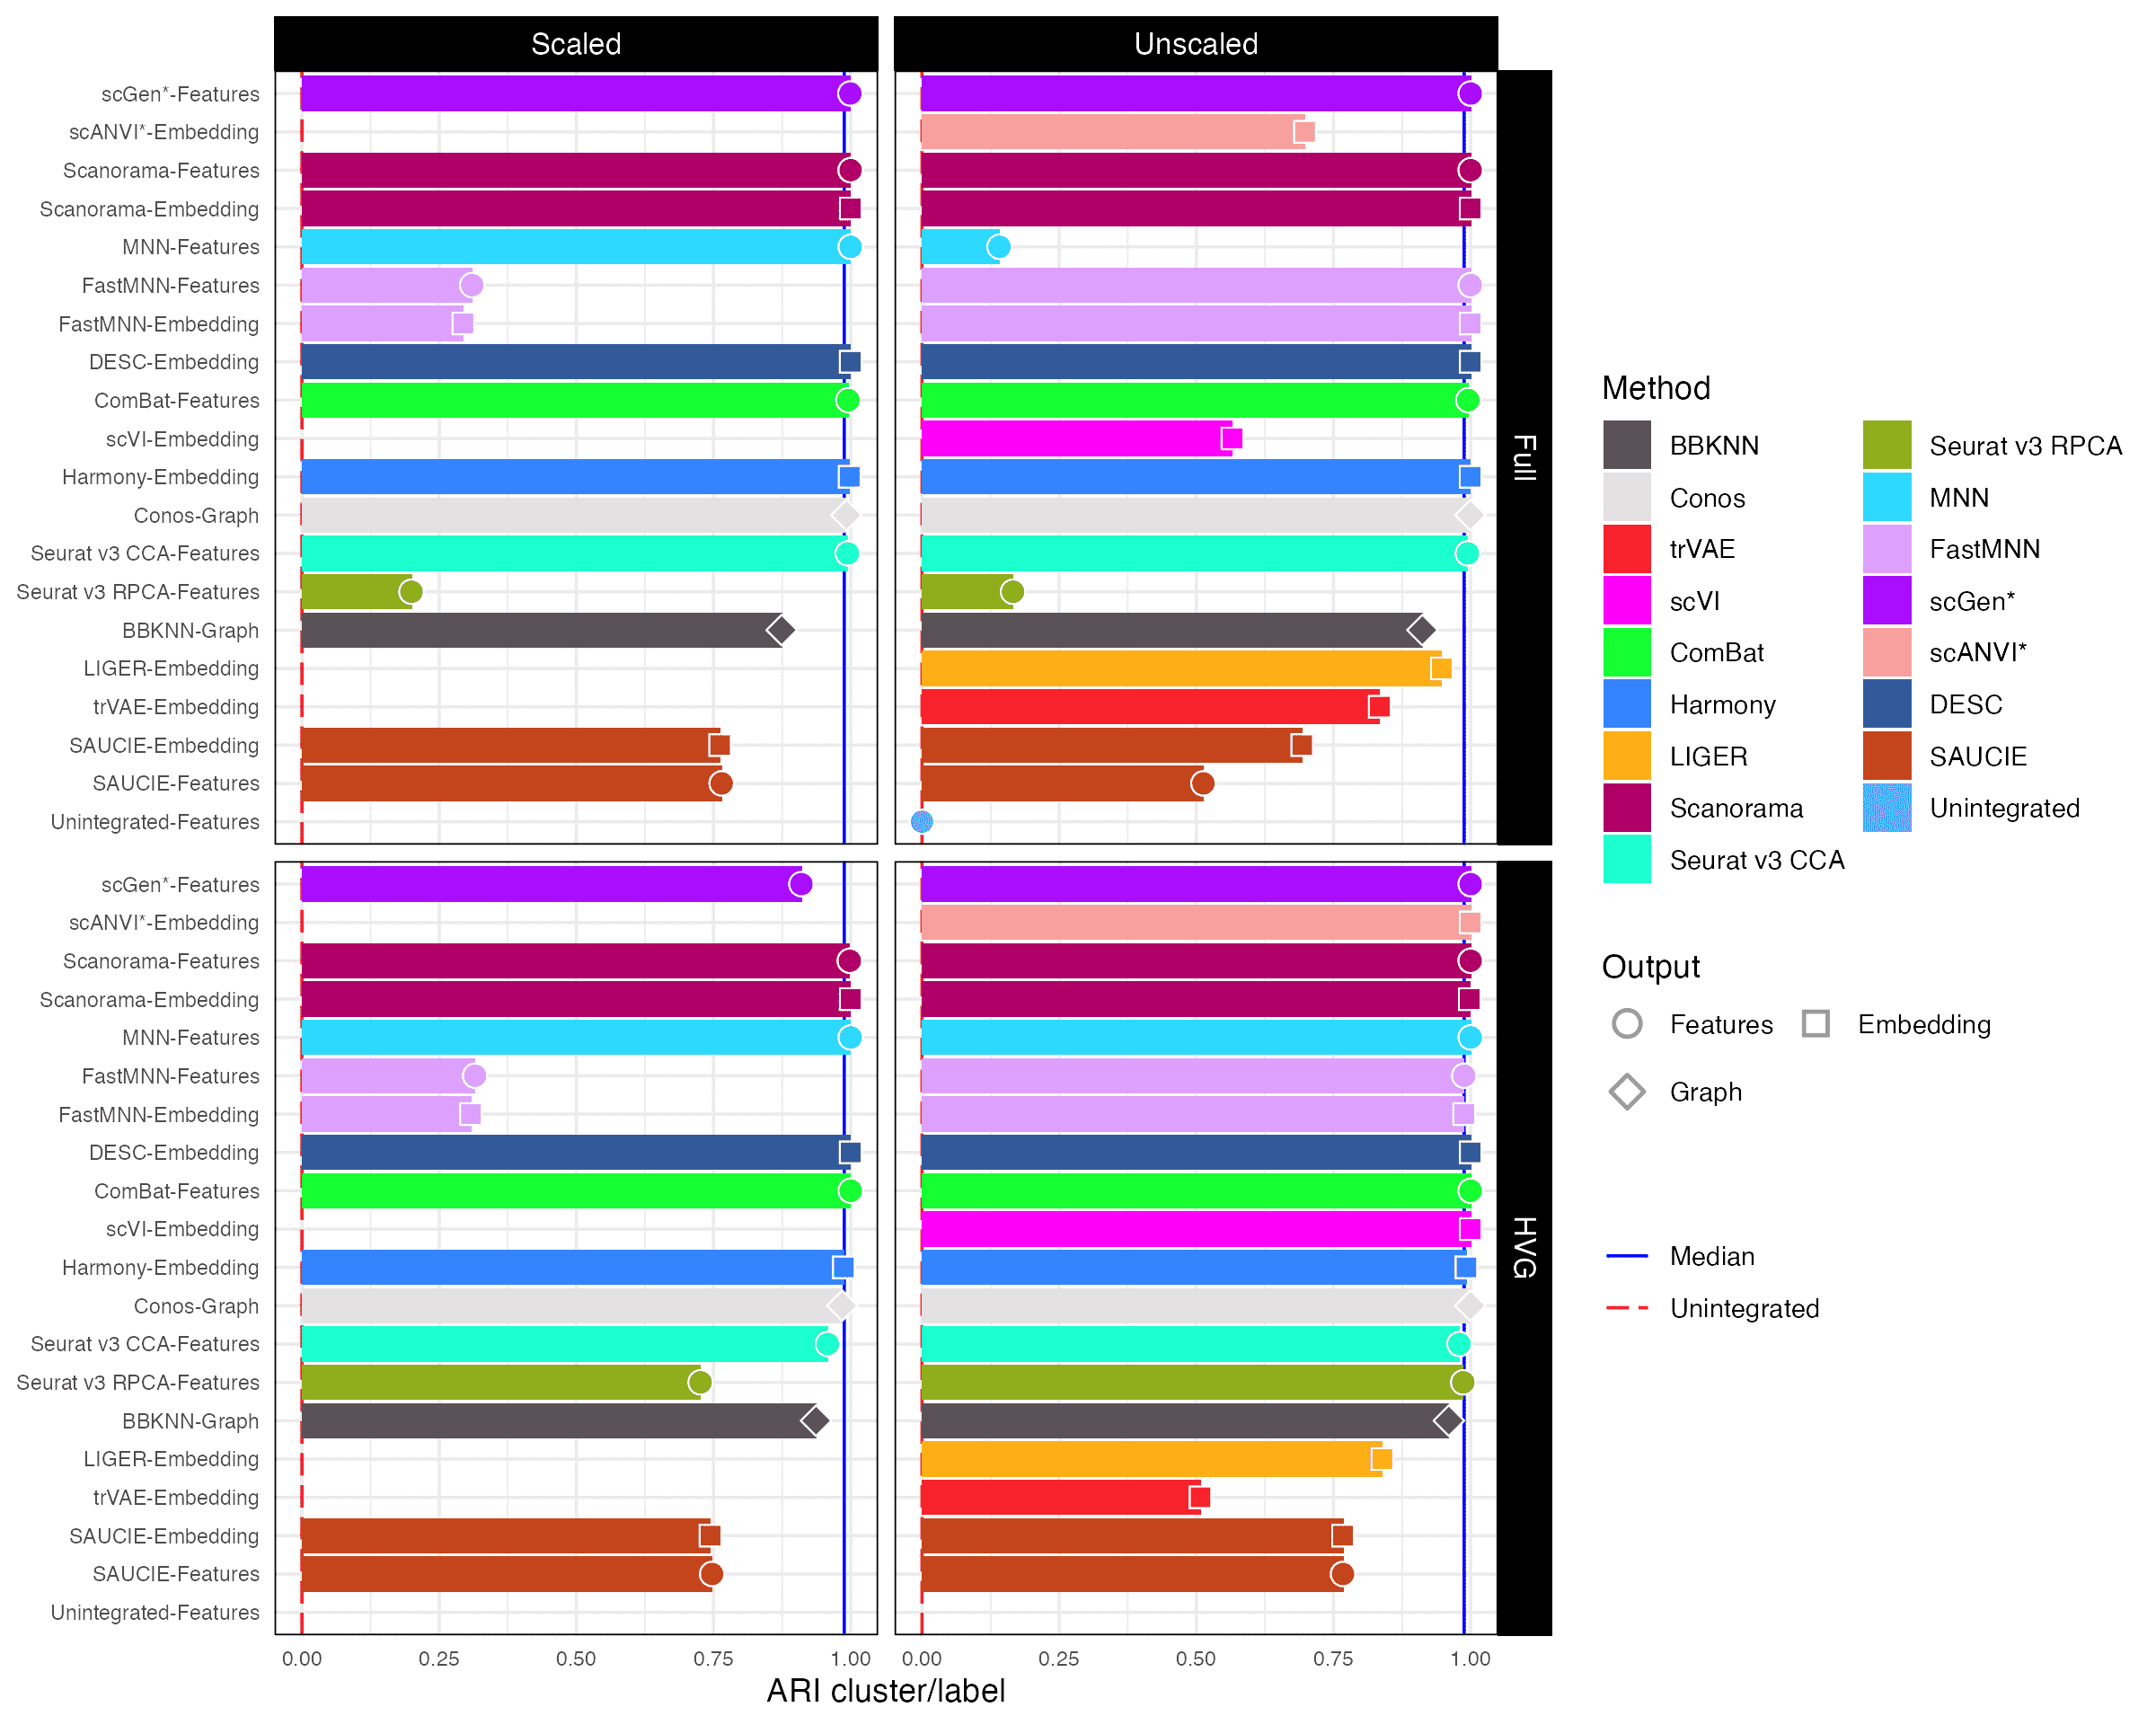 Scaled
Unscaled
scGen*-Features
scANVI*-Embedding
Scanorama-Features
Scanorama-Embedding
MNN-Features
FastMNN-Features
FastMNN-Embedding
DESC-Embedding
ComBat-Features
scVI-Embedding
Harmony-Embedding
Conos-Graph
Seurat v3 CCA-Features
Seurat v3 RPCA-Features
BBKNN-Graph
LIGER-Embedding
trVAE-Embedding
SAUCIE-Embedding
SAUCIE-Features
Unintegrated-Features
Full
scGen*-Features
scANVI*-Embedding
Scanorama-Features
Scanorama-Embedding
MNN-Features
FastMNN-Features
FastMNN-Embedding
DESC-Embedding
ComBat-Features
scVI-Embedding
Harmony-Embedding
Conos-Graph
Seurat v3 CCA-Features
Seurat v3 RPCA-Features
BBKNN-Graph
LIGER-Embedding
trVAE-Embedding
SAUCIE-Embedding
SAUCIE-Features
Unintegrated-Features
HVG
0.00 0.25 0.50 0.75 1.00
0.00 0.25 0.50 0.75 1.00
ARI cluster/label
Method
BBKNN
Conos
trVAE
scVI
ComBat
Harmony
LIGER
Scanorama
Seurat v3 CCA
Seurat v3 RPCA
MNN
FastMNN
scGen*
scANVI*
DESC
SAUCIE
Unintegrated
Output
Features
Embedding
Graph
Median
Unintegrated